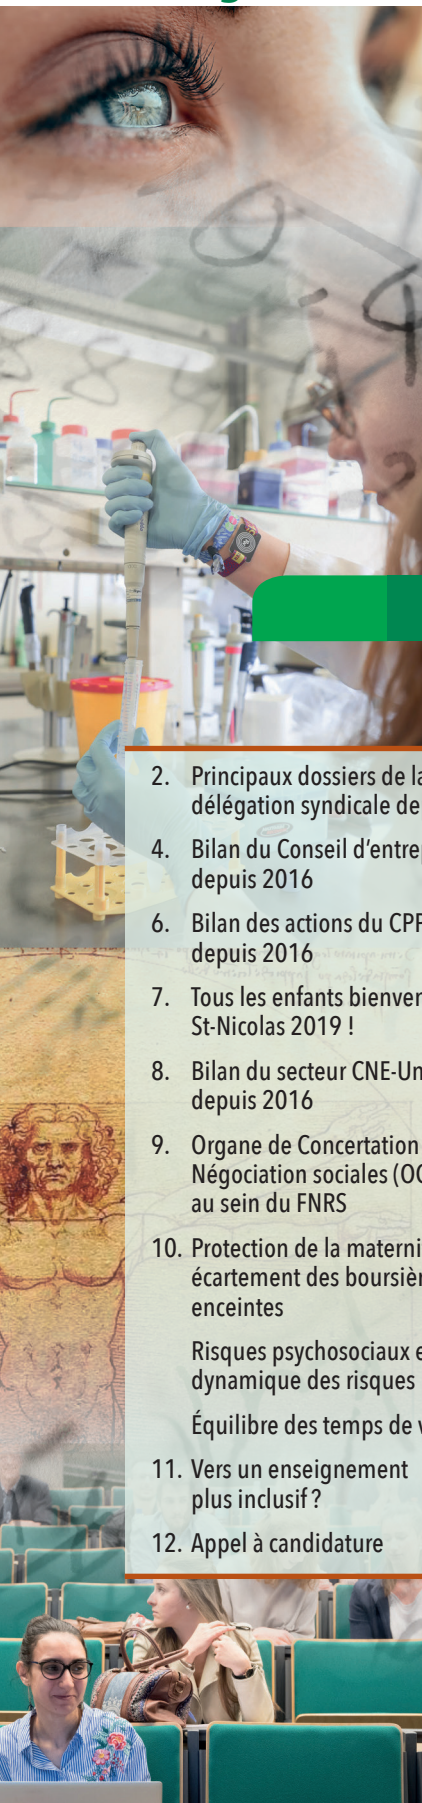 2. Principaux dossiers de la
délégation syndicale de
4. Bilan du Conseil d'entrep
depuis 2016
6. Bilan des actions du CPP
depuis 2016
7. Tous les enfants bienven
St-Nicolas 2019 !
8. Bilan du secteur CNE-Un
depuis 2016
9. Organe de Concertation
Négociation sociales (OC
au sein du FNRS
10. Protection de la materni
écartement des boursièr
enceintes
Risques psychosociaux e
dynamique des risques
Équilibre des temps de v
11. Vers un enseignement
plus inclusif ?
12. Appel à candidature